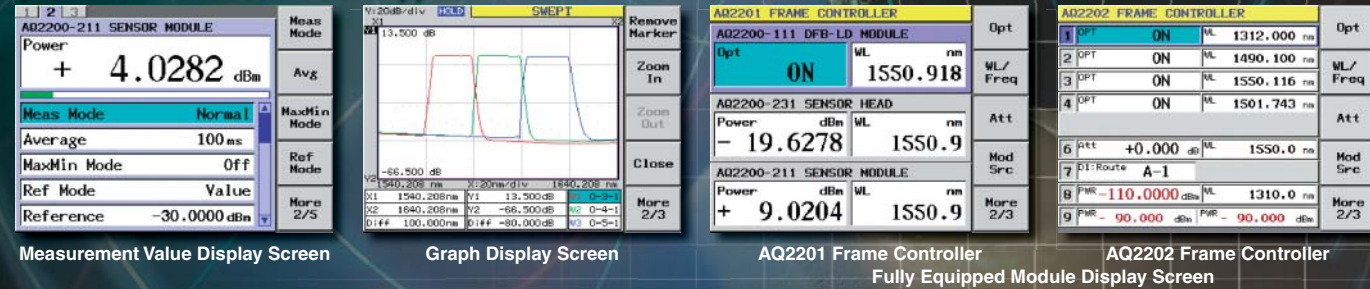 1 2 3
AQ2200-211 SENSOR MODULE
Power
+ 4.0282 dBm
Meas Mode Normal
Average 100 ms
MaxMin Mode Off
Ref Mode Value
Reference -30.0000 dBm
Meas Mode
Avg
MaxMin Mode
Ref Mode
More 2/5
Measurement Value Display Screen
Y:20dB/div HOLD SWEPT
X1 X2
Y1 13.500 dB
-66.500 dB
Y2
1540.208 nm X:20nm/div 1640.208 nm
X1 1540.208nm Y1 13.500dB 0-3-1
X2 1640.208nm Y2 -66.500dB W2 0-4-1
Diff 100.000nm Diff -80.000dB W3 0-5-1
Remove Marker
Zoom In
Zoom Out
Close
More 2/3
Graph Display Screen
AQ2201 FRAME CONTROLLER
AQ2200-111 DFB-LD MODULE
Opt WL nm
ON 1550.918
AQ2200-231 SENSOR HEAD
Power dBm WL nm
- 19.6278 1550.9
AQ2200-211 SENSOR MODULE
Power dBm WL nm
+ 9.0204 1550.9
Opt
WL/ Freq
Att
Mod Src
More 2/3
AQ2201 Frame Controller
AQ2202 FRAME CONTROLLER
1 OPT ON WL 1312.000 nm
2 OPT ON WL 1490.100 nm
3 OPT ON WL 1550.116 nm
4 OPT ON WL 1501.743 nm
6 Att +0.000 dB WL 1550.0 nm
7 D1:Route A-1
8 PWR -110.0000 dBm WL 1310.0 nm
9 PWR - 90.000 dBm PWR - 90.000 dBm
Opt
WL/ Freq
Att
Mod Src
More 2/3
AQ2202 Frame Controller
Fully Equipped Module Display Screen